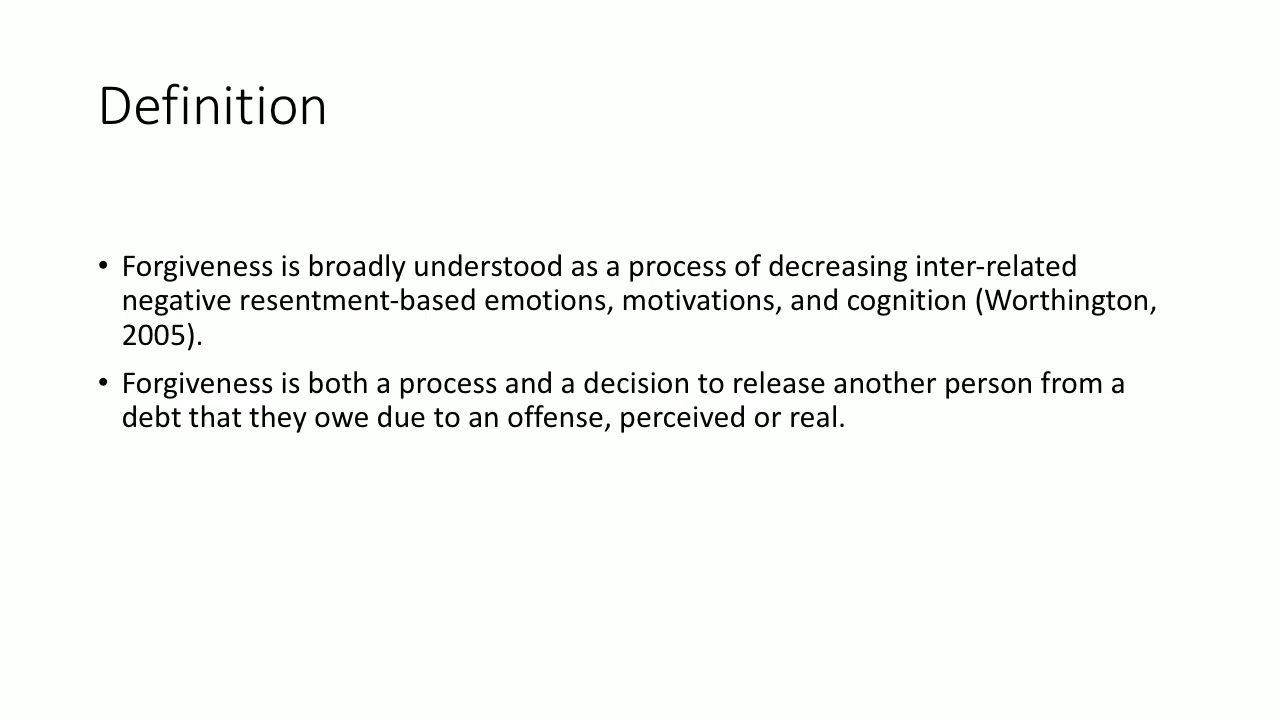 Definition
• Forgiveness is broadly understood as a process of decreasing inter-related
negative resentment-based emotions, motivations, and cognition (Worthington,
2005).
• Forgiveness is both a process and a decision to release another person from a
debt that they owe due to an offense, perceived or real.